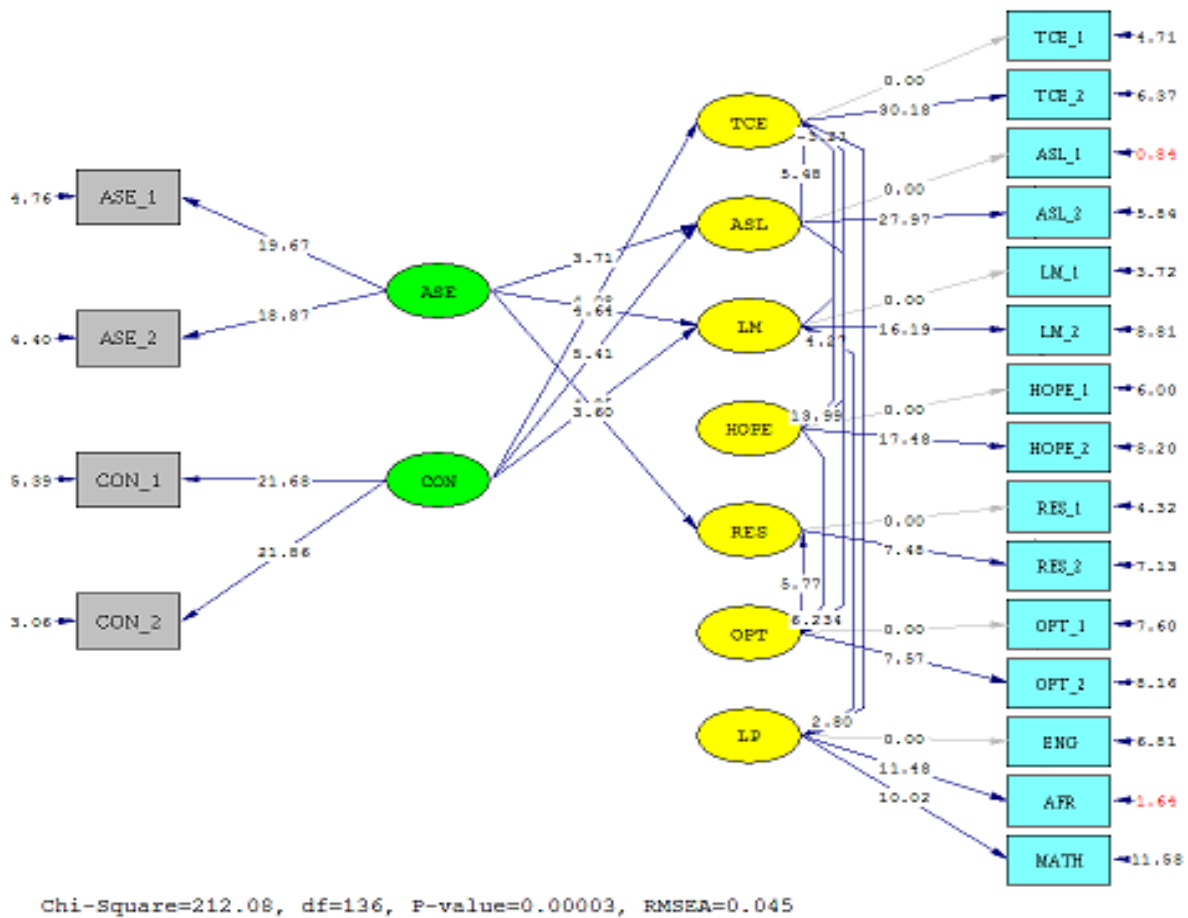 TCE_1
4.71
0.00
TCE_2
6.37
TCE
30.18
ASL_1
0.84
5.48
ASE_1
4.76
0.00
ASL_2
5.84
ASL
27.97
19.67
3.71
LM_1
3.72
ASE
0.00
4.64
LM
16.19
LM_2
8.81
18.87
ASE_2
4.40
5.41
HOPE_1
6.00
3.60
0.00
13.99
HOPE
17.48
HOPE_2
8.20
CON_1
5.39
21.68
CON
RES_1
4.32
0.00
RES
7.48
21.86
RES_2
7.13
5.77
CON_2
3.06
OPT_1
7.60
OPT
0.00
7.57
OPT_2
8.16
2.80
LP
0.00
ENG
6.81
11.48
10.02
AFR
1.64
MATH
11.58
Chi-Square=212.08, df=136, P-value=0.00003, RMSEA=0.045